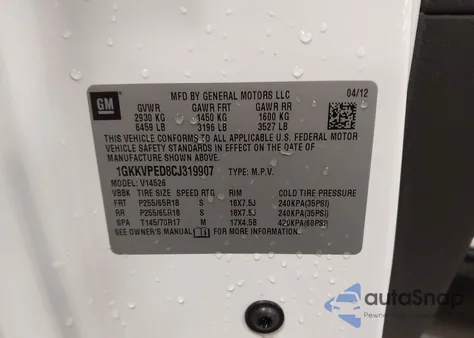 GM
MFD BY GENERAL MOTORS LLC 04/12
GVWR GAWR FRT GAWR RR
2930 KG 1450 KG 1600 KG
6459 LB 3196 LB 3527 LB
THIS VEHICLE CONFORMS TO ALL APPLICABLE U.S. FEDERAL MOTOR
VEHICLE SAFETY STANDARDS IN EFFECT ON THE DATE OF
MANUFACTURE SHOWN ABOVE.
1GKKVPED8CJ319907 TYPE: M.P.V.
MODEL: V14526
VBBK TIRE SIZE SPEED RTG RIM COLD TIRE PRESSURE
FRT P255/65R18 S 18X7.5J 240KPA(35PSI)
RR P255/65R18 S 18X7.5J 240KPA(35PSI)
SPA T145/70R17 M 17X4.5B 420KPA(60PSI)
SEE OWNER'S MANUAL FOR MORE INFORMATION.
autoSnap